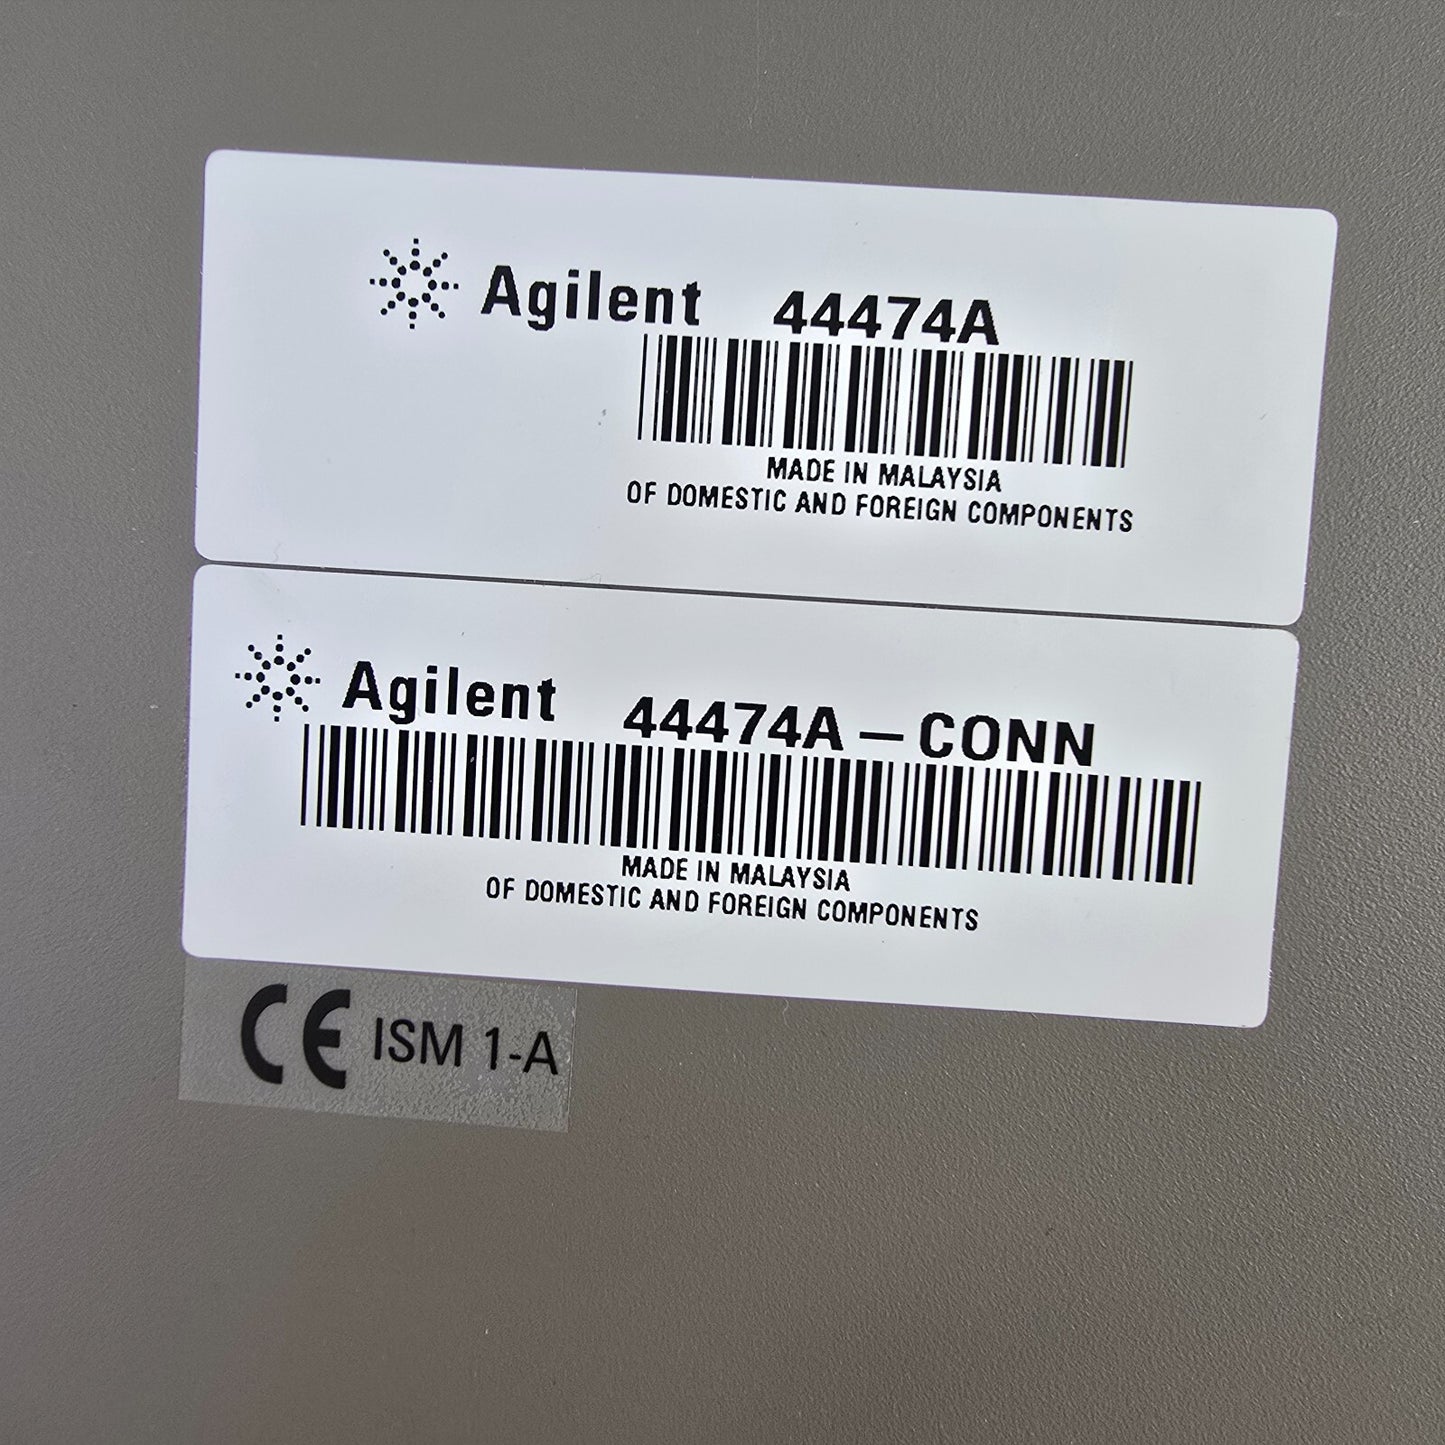 Agilent 44474A
MADE IN MALAYSIA
OF DOMESTIC AND FOREIGN COMPONENTS
Agilent 44474A-CONN
MADE IN MALAYSIA
OF DOMESTIC AND FOREIGN COMPONENTS
CE ISM 1-A